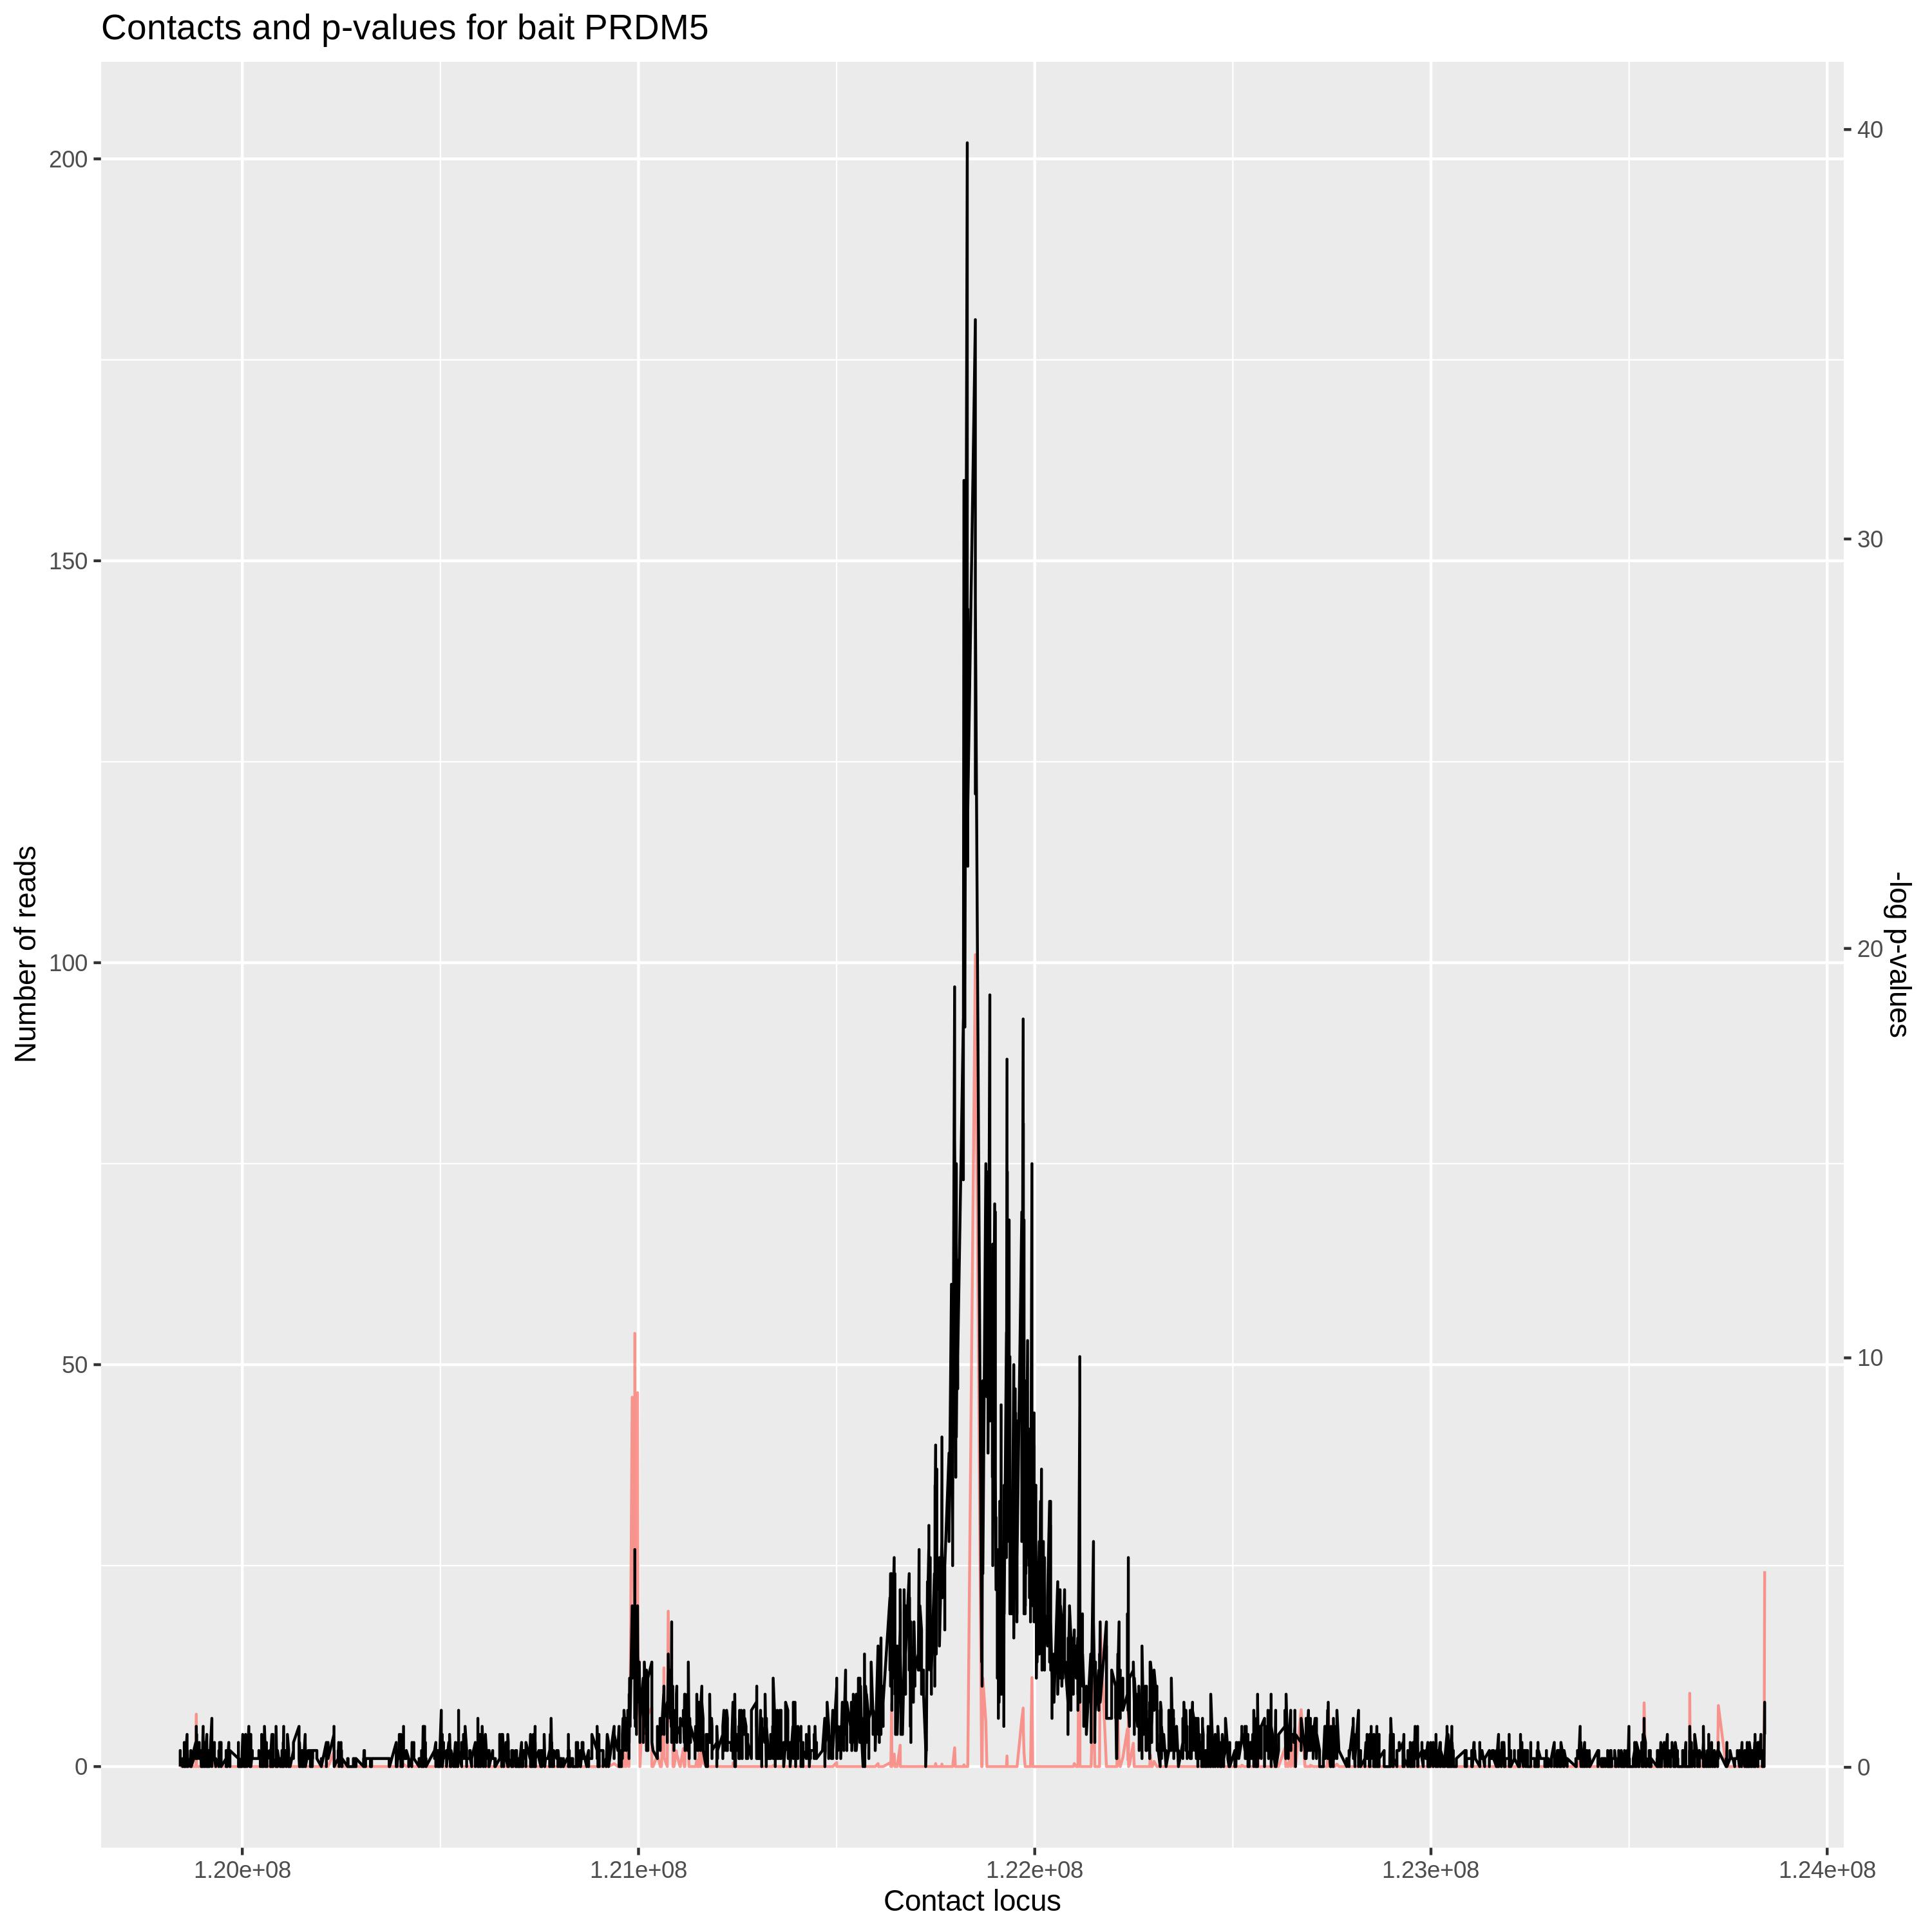 Contacts and p-values for bait PRDM5
200
150
100
50
0
Number of reads
40
30
20
10
0
-log p-values
1.20e+08
1.21e+08
1.22e+08
1.23e+08
1.24e+08
Contact locus